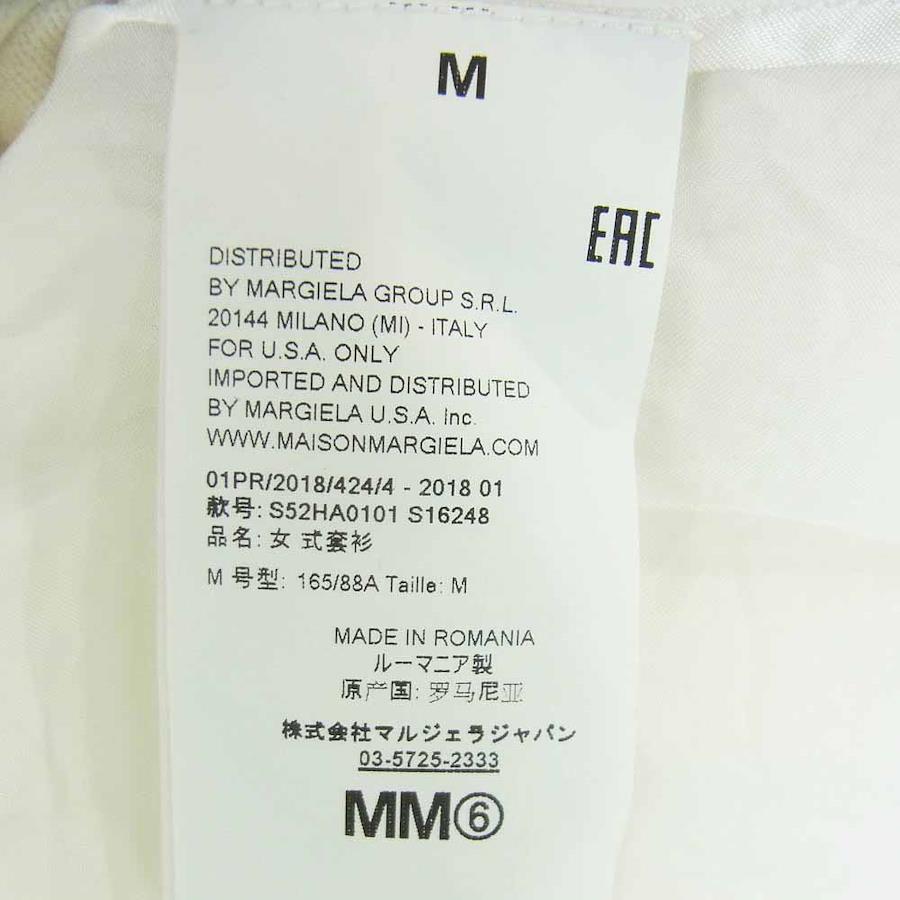 M
EAC
DISTRIBUTED
BY MARGIELA GROUP S.R.L.
20144 MILANO (MI) - ITALY
FOR U.S.A. ONLY
IMPORTED AND DISTRIBUTED
BY MARGIELA U.S.A. Inc.
WWW.MAISONMARGIELA.COM
01PR/2018/424/4 - 2018 01
款号: S52HA0101 S16248
品名: 女 式套衫
M 号型: 165/88A Taille: M
MADE IN ROMANIA
ルーマニア製
原产国: 罗马尼亚
株式会社マルジェラジャパン
03-5725-2333
MM⑥